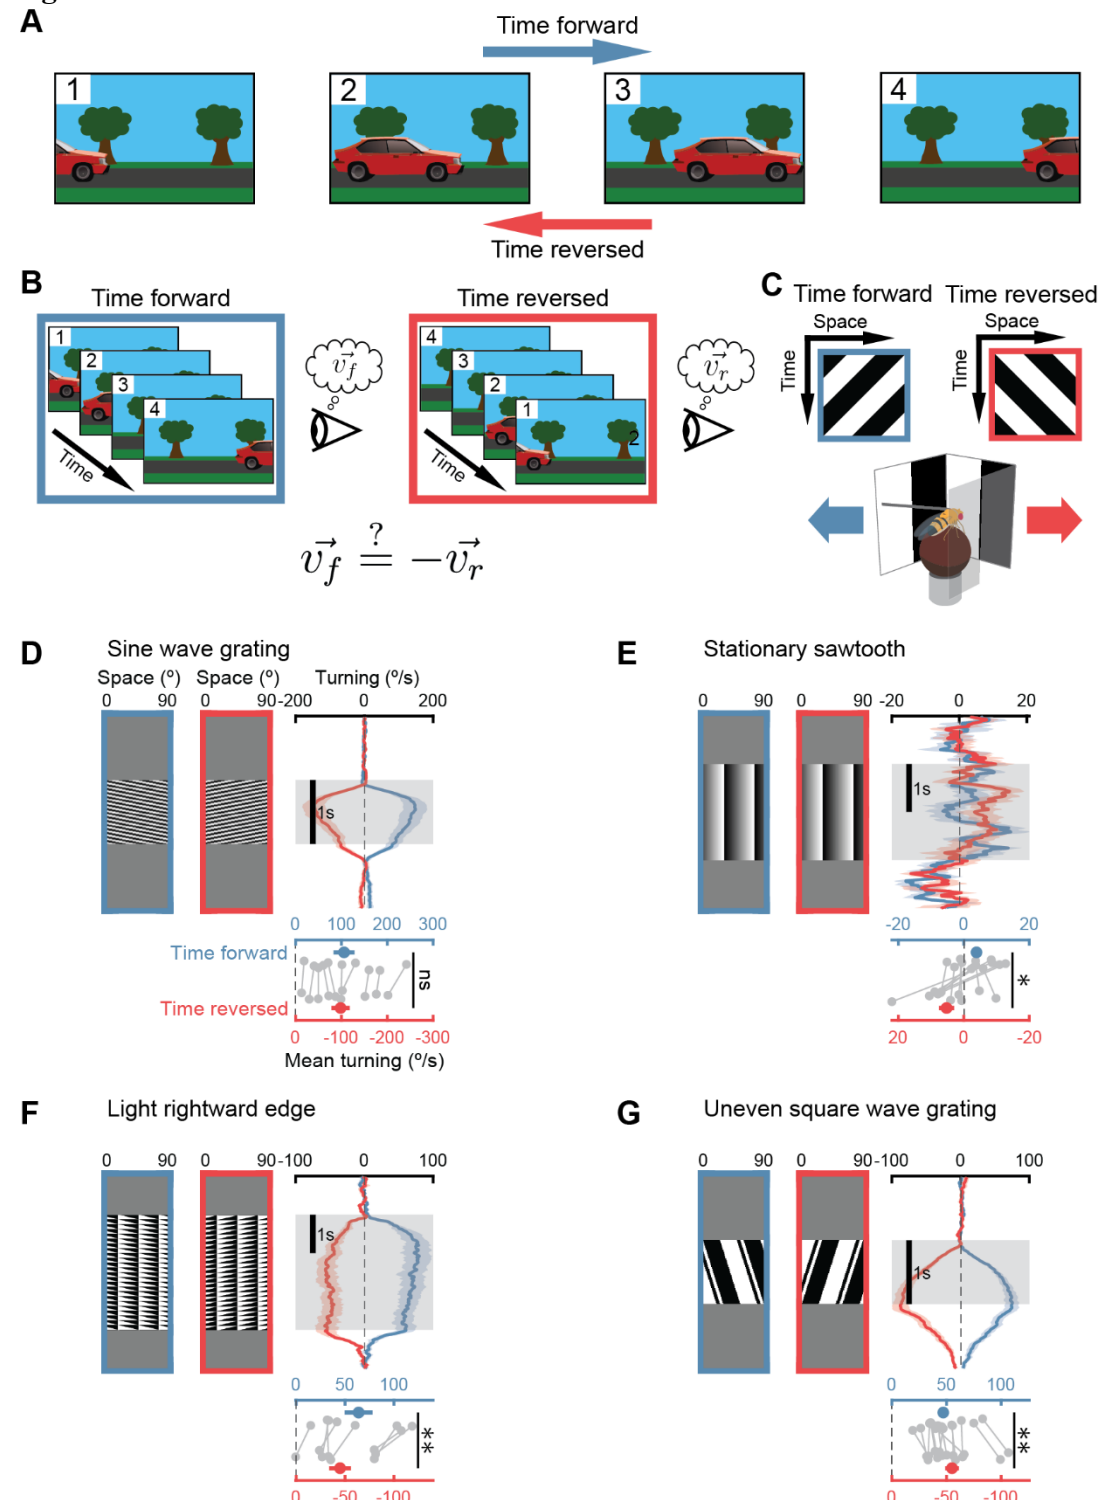 A
Time forward
1
2
3
4
Time reversed
B
Time forward
Time reversed
1
2
3
4
Time
v⃗f
4
3
2
1
2
Time
v⃗r
v⃗f ?= −v⃗r
C
Time forward Time reversed
Space
Space
Time
Time
D
Sine wave grating
Space (º) Space (º) Turning (º/s)
0 90 0 90 -200 0 200
1s
0 100 200 300
Time forward
ns
Time reversed
0 -100 -200 -300
Mean turning (º/s)
E
Stationary sawtooth
0 90 0 90 -20 0 20
1s
-20 0 20
*
20 0 -20
F
Light rightward edge
0 90 0 90 -100 0 100
1s
0 50 100
**
0 -50 -100
G
Uneven square wave grating
0 90 0 90 -100 0 100
1s
0 50 100
**
0 -50 -100